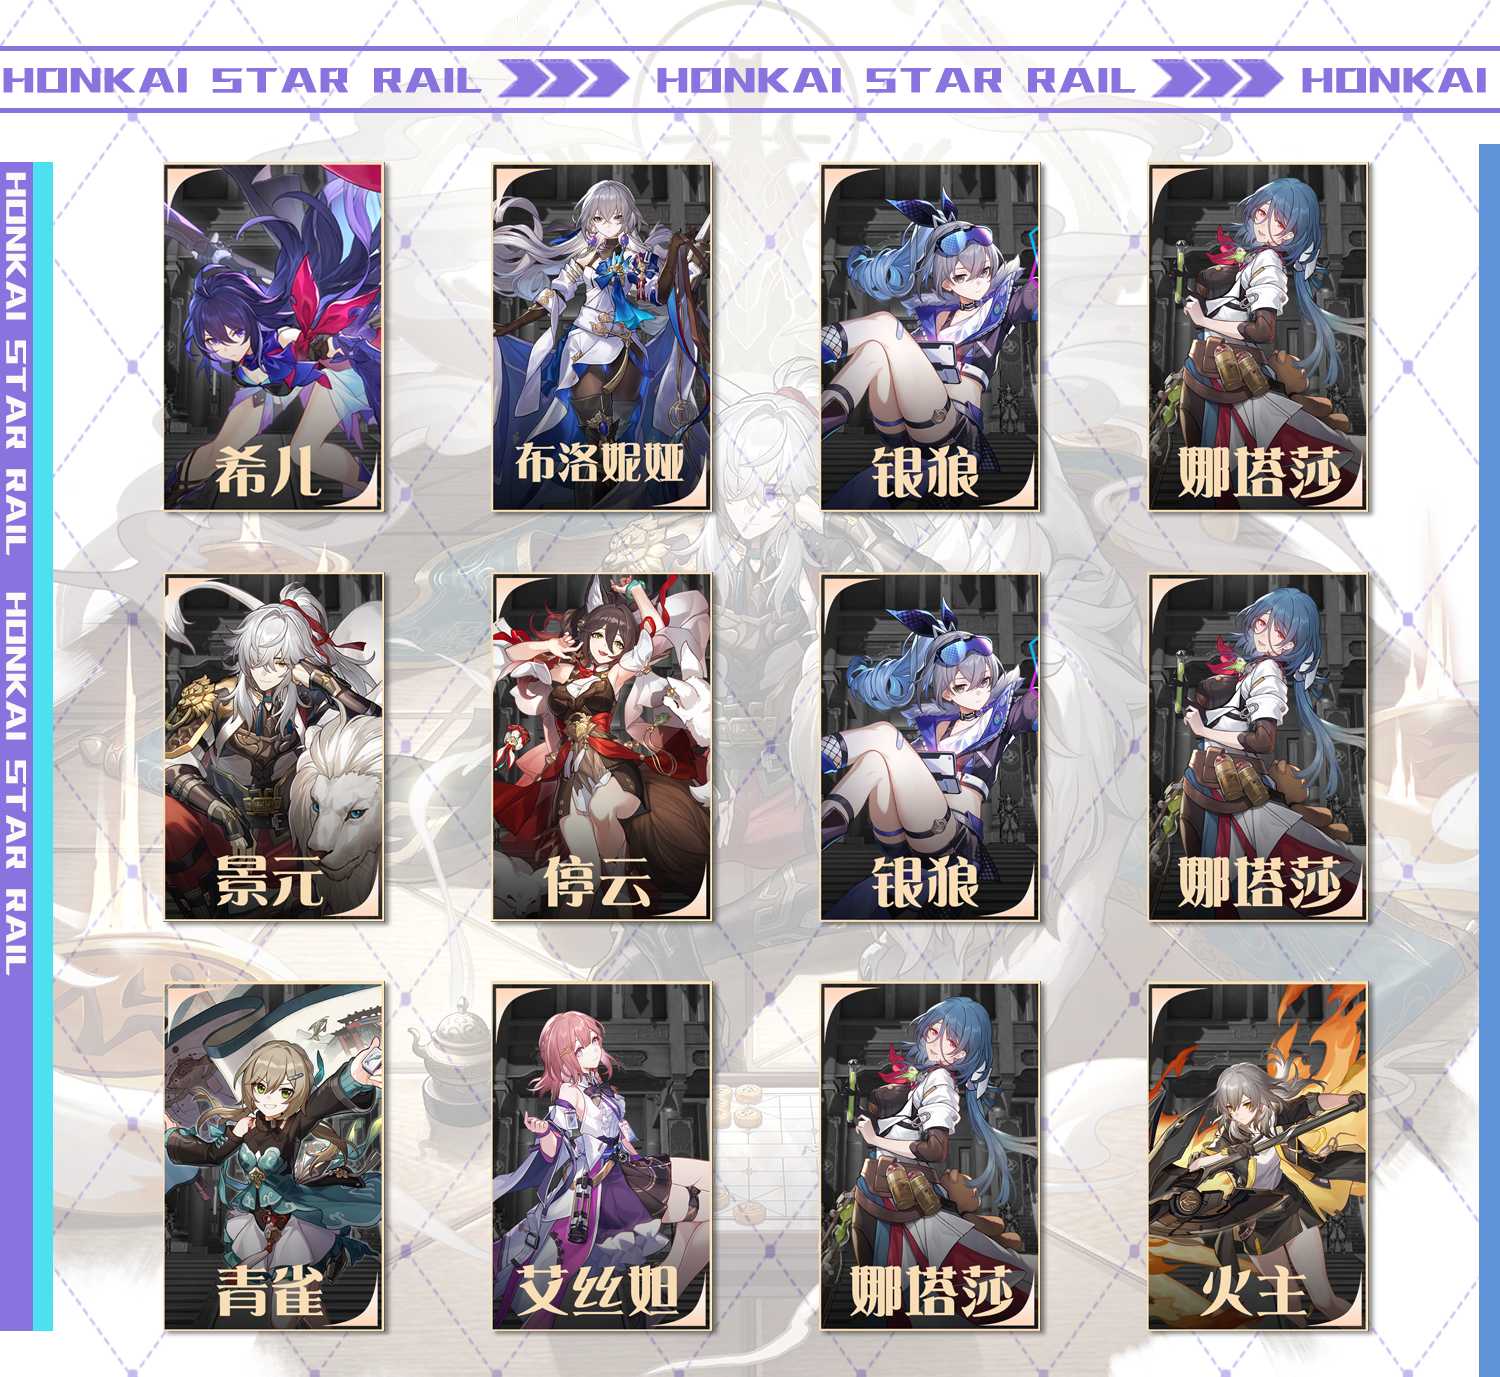 HONKAI STAR RAIL HONKAI STAR RAIL HONKAI
HONKAI STAR RAIL HONKAI STAR RAIL
希儿
布洛妮娅
银狼
娜塔莎
景元
停云
银狼
娜塔莎
青雀
艾丝妲
娜塔莎
火主